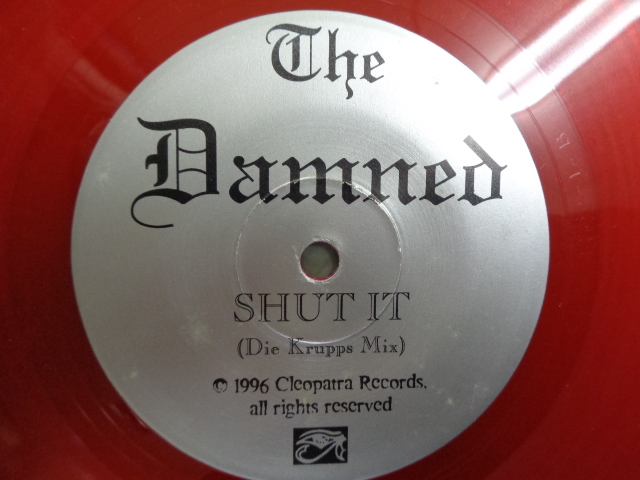 The
Damned
SHUT IT
(Die Krupps Mix)
© 1996 Cleopatra Records,
all rights reserved